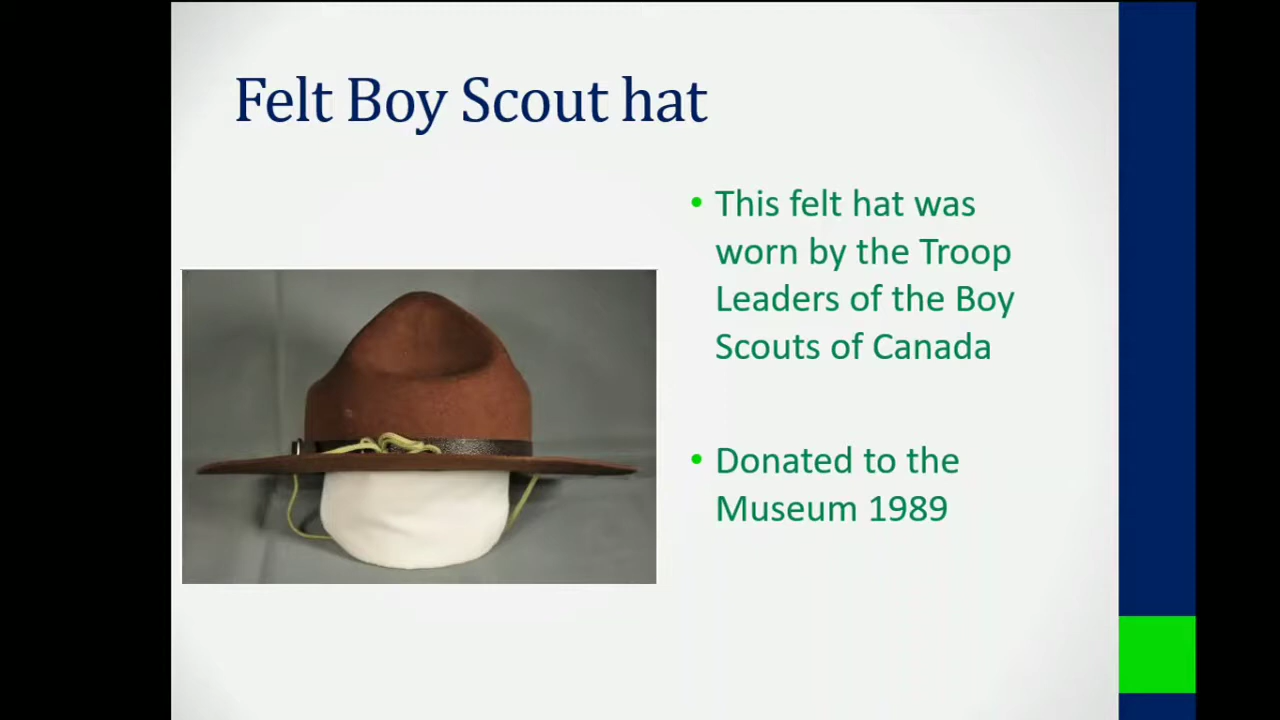 Felt Boy Scout hat
• This felt hat was
worn by the Troop
Leaders of the Boy
Scouts of Canada
• Donated to the
Museum 1989